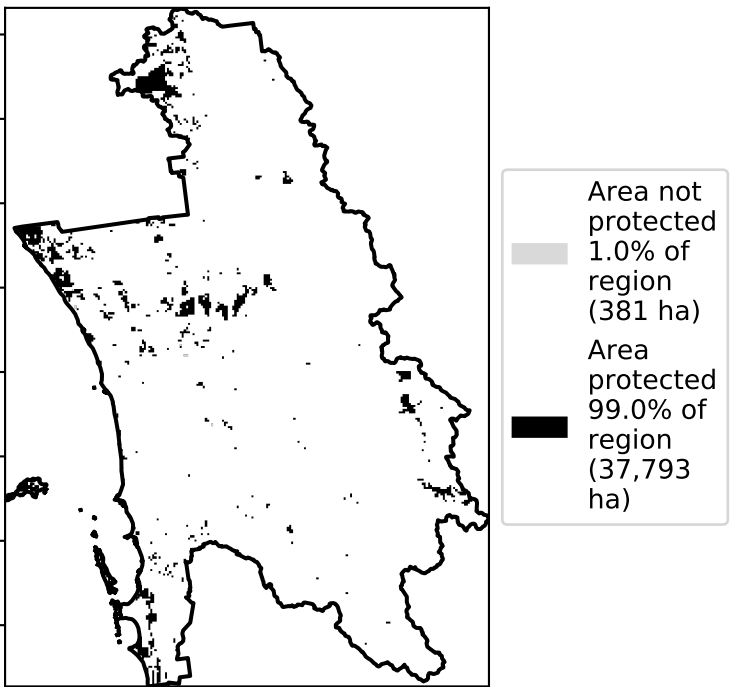 Area not
protected
1.0% of
region
(381 ha)
Area
protected
99.0% of
region
(37,793
ha)